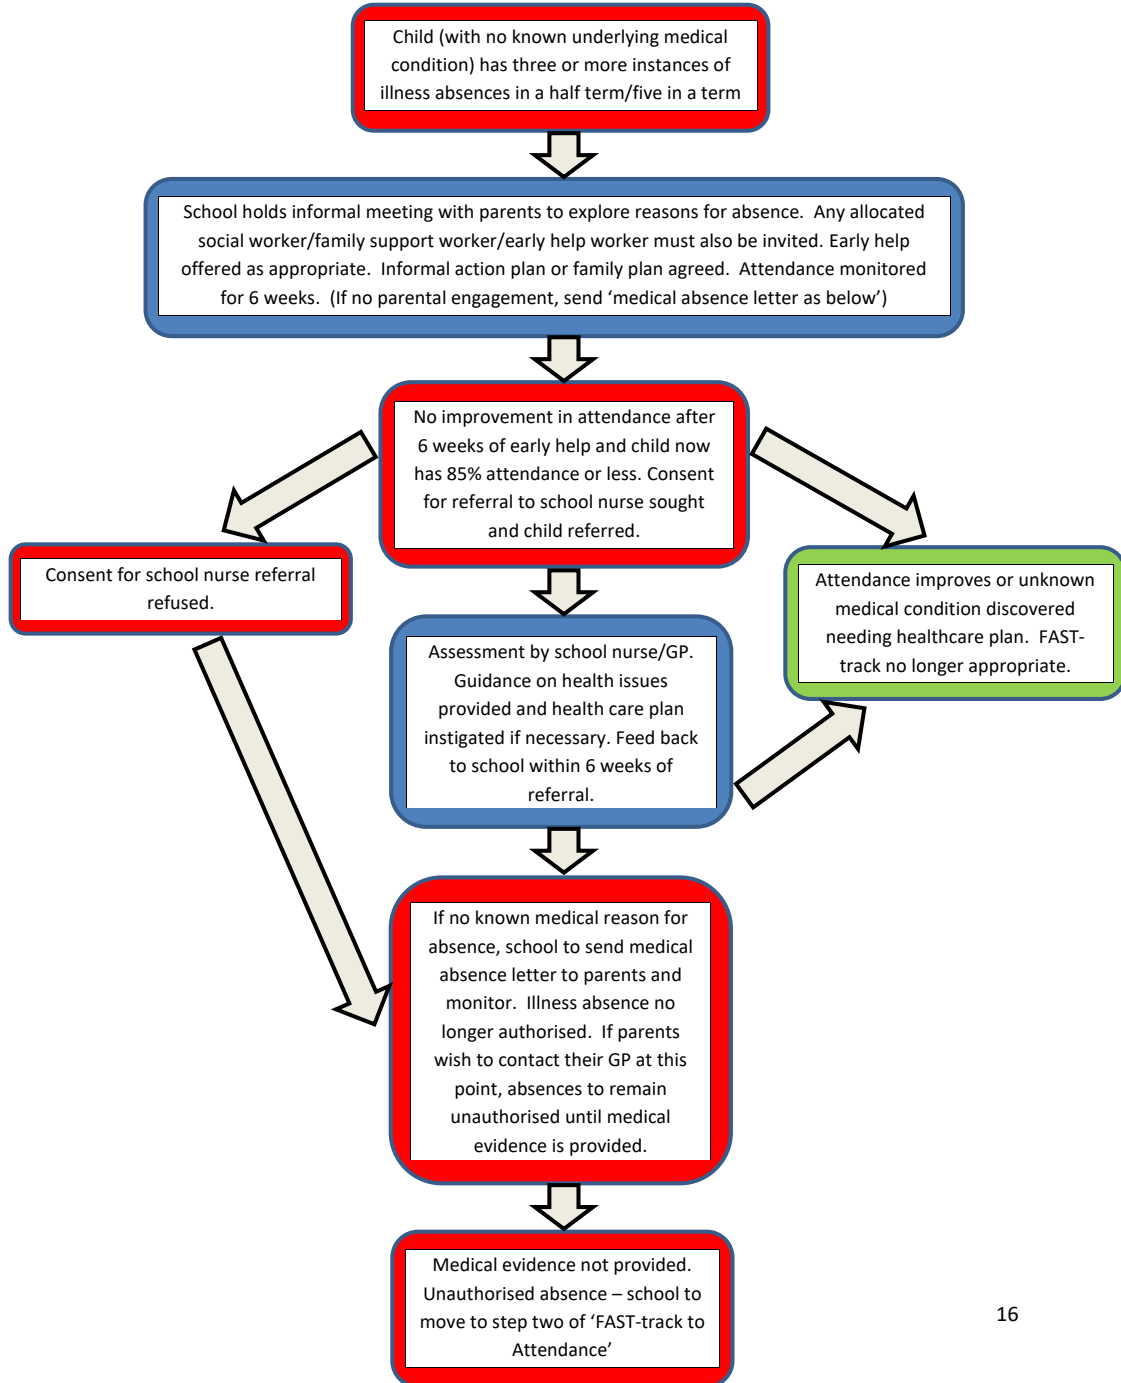 Child (with no known underlying medical
condition) has three or more instances of
illness absences in a half term/five in a term
School holds informal meeting with parents to explore reasons for absence.  Any allocated
social worker/family support worker/early help worker must also be invited. Early help
offered as appropriate.  Informal action plan or family plan agreed.  Attendance monitored
for 6 weeks.  (If no parental engagement, send ‘medical absence letter as below’)
No improvement in attendance after
6 weeks of early help and child now
has 85% attendance or less. Consent
for referral to school nurse sought
and child referred.
Consent for school nurse referral
refused.
Attendance improves or unknown
medical condition discovered
needing healthcare plan.  FAST-
track no longer appropriate.
Assessment by school nurse/GP.
Guidance on health issues
provided and health care plan
instigated if necessary. Feed back
to school within 6 weeks of
referral.
If no known medical reason for
absence, school to send medical
absence letter to parents and
monitor.  Illness absence no
longer authorised.  If parents
wish to contact their GP at this
point, absences to remain
unauthorised until medical
evidence is provided.
Medical evidence not provided.
Unauthorised absence – school to
move to step two of ‘FAST-track to
Attendance’
16